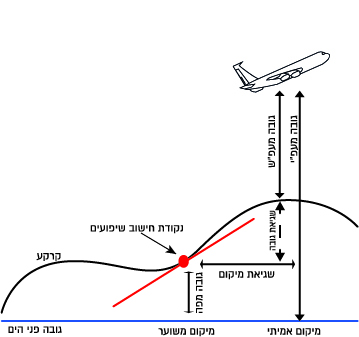 גובה מעפ"ש
גובה מעפ"י
שגיאת גובה
נקודת חישוב שיפועים
קרקע
שגיאת מיקום
גובה מפה
גובה פני הים
מיקום משוער
מיקום אמיתי